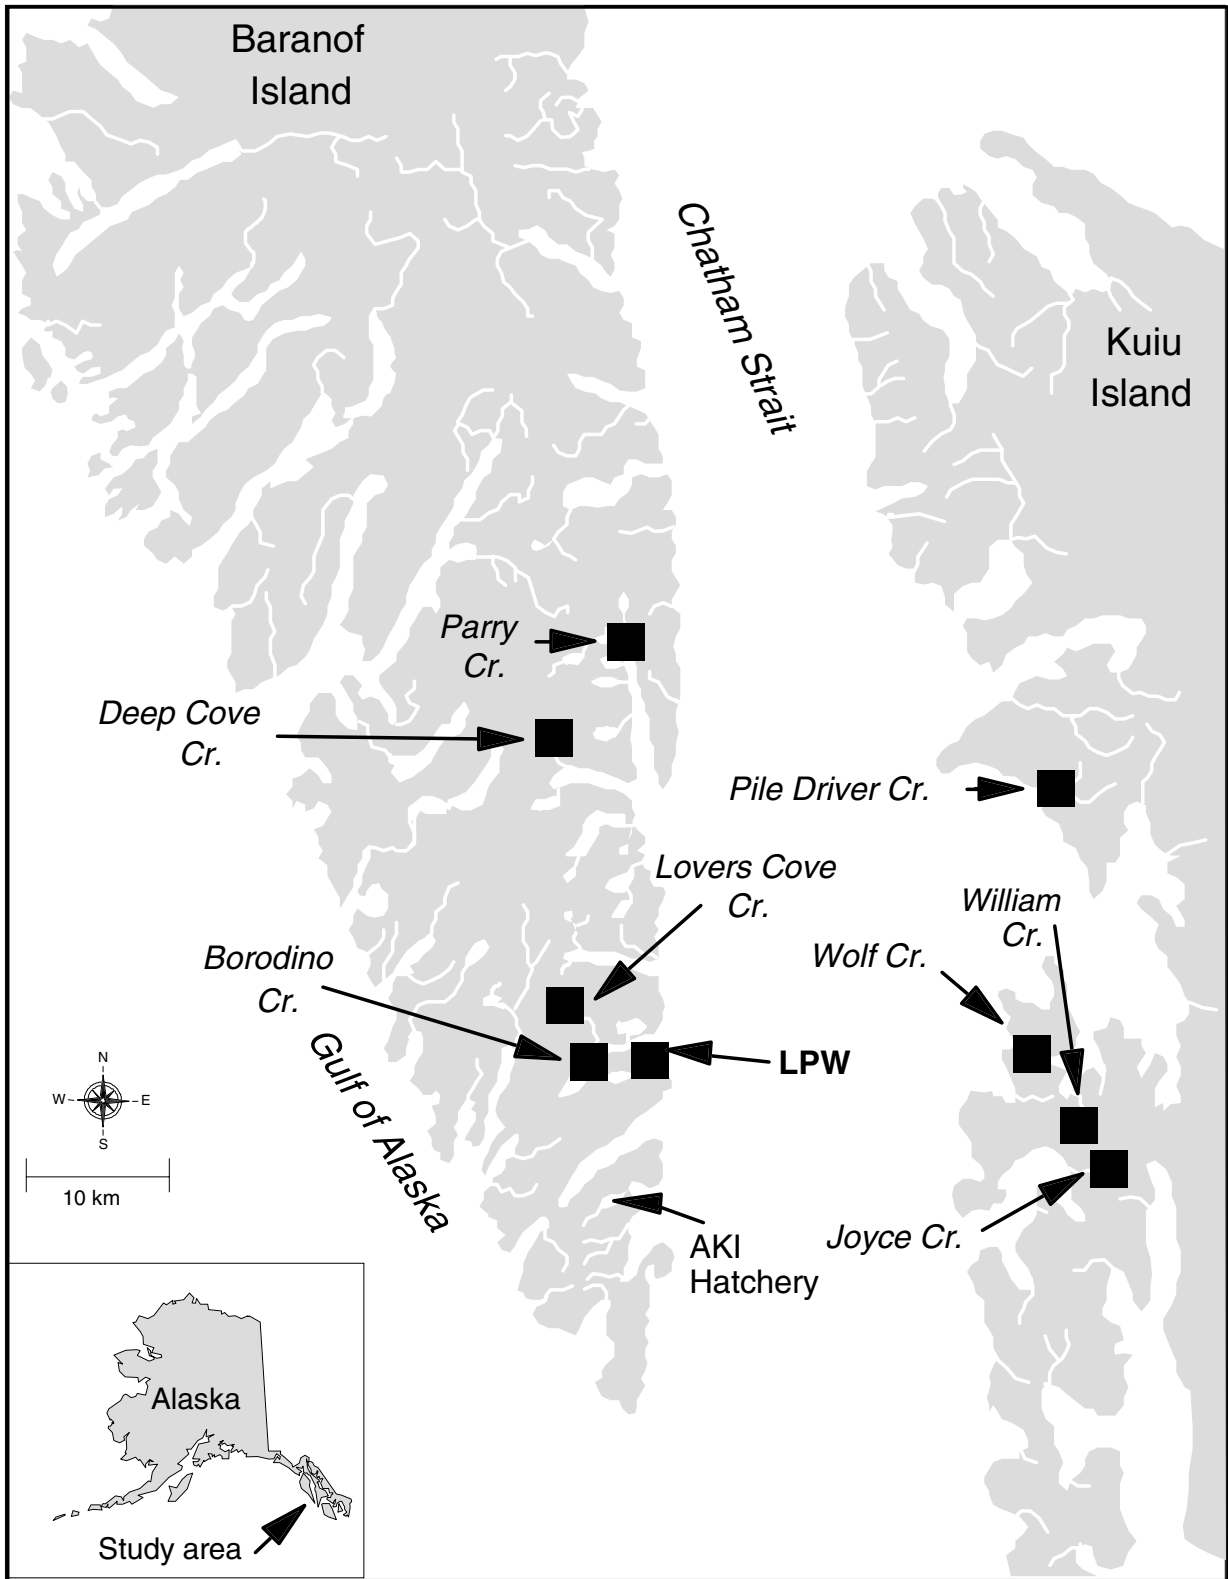 Baranof
Island
Chatham Strait
Kuiu
Island
Parry
Cr.
Deep Cove
Cr.
Pile Driver Cr.
Lovers Cove
Cr.
William
Cr.
Wolf Cr.
Borodino
Cr.
LPW
Gulf of Alaska
N
W
E
S
10 km
Joyce Cr.
AKI
Hatchery
Alaska
Study area